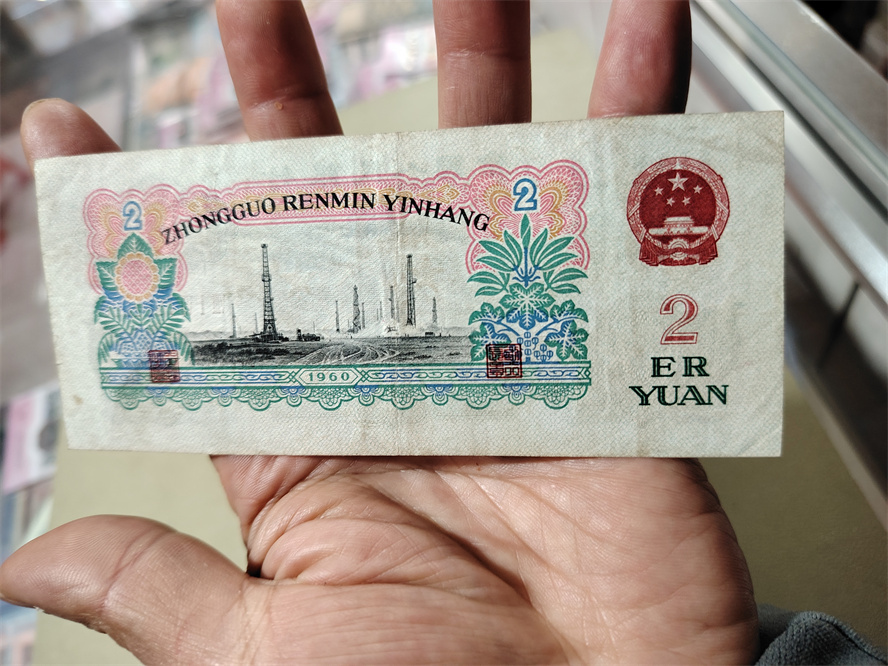 2
ZHONGGUO RENMIN YINHANG
2
1960
2
ER
YUAN